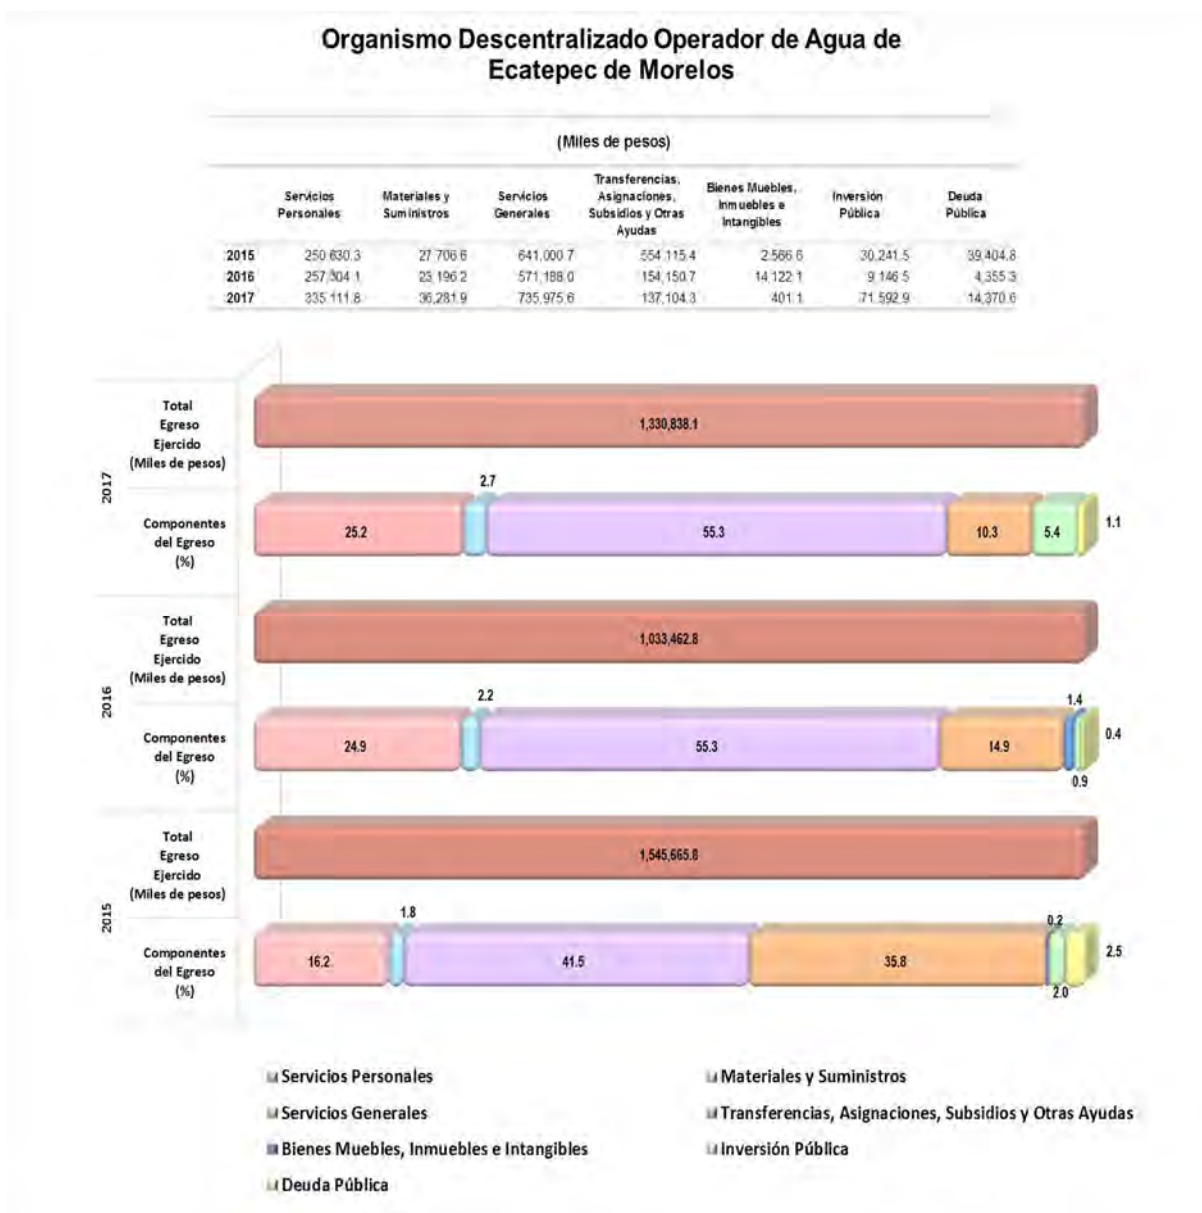 Organismo Descentralizado Operador de Agua de
Ecatepec de Morelos
(Miles de pesos)
Servicios Personales | Materiales y Suministros | Servicios Generales | Transferencias, Asignaciones, Subsidios y Otras Ayudas | Bienes Muebles, Inmuebles e Intangibles | Inversión Pública | Deuda Pública
2015 250 630.3 27 706.6 641,000.7 554,115.4 2,566.6 30,241.5 39,404.8
2016 257,304.1 23,196.2 571,188.0 154,150.7 14,122.1 9,146.5 4,355.3
2017 335,111.8 36,281.9 735,975.6 137,104.3 401.1 71,592.9 14,370.6
2017
Total
Egreso
Ejercido
(Miles de pesos)
1,330,838.1
2.7
Componentes
del Egreso
(%)
25.2 55.3 10.3 5.4 1.1
2016
Total
Egreso
Ejercido
(Miles de pesos)
1,033,462.8
2.2 1.4
Componentes
del Egreso
(%)
24.9 55.3 14.9 0.4
0.9
2015
Total
Egreso
Ejercido
(Miles de pesos)
1,545,665.8
1.8 0.2
Componentes
del Egreso
(%)
16.2 41.5 35.8 2.5
2.0
Servicios Personales
Materiales y Suministros
Servicios Generales
Transferencias, Asignaciones, Subsidios y Otras Ayudas
Bienes Muebles, Inmuebles e Intangibles
Inversión Pública
Deuda Pública